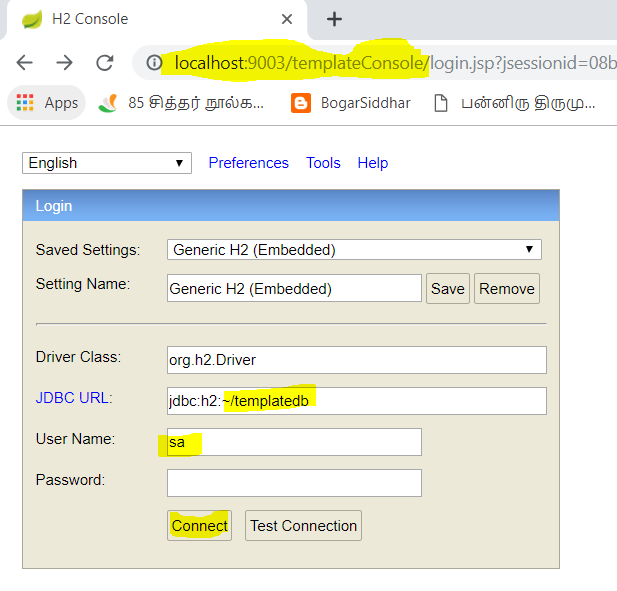 H2 Console
localhost:9003/templateConsole/login.jsp?jsessionid=08b
Apps 85 சித்தர் நூல்க... BogarSiddhar பன்னிரு திருமு...
English Preferences Tools Help
Login
Saved Settings: Generic H2 (Embedded)
Setting Name: Generic H2 (Embedded) Save Remove
Driver Class: org.h2.Driver
JDBC URL: jdbc:h2:~/templatedb
User Name: sa
Password:
Connect Test Connection